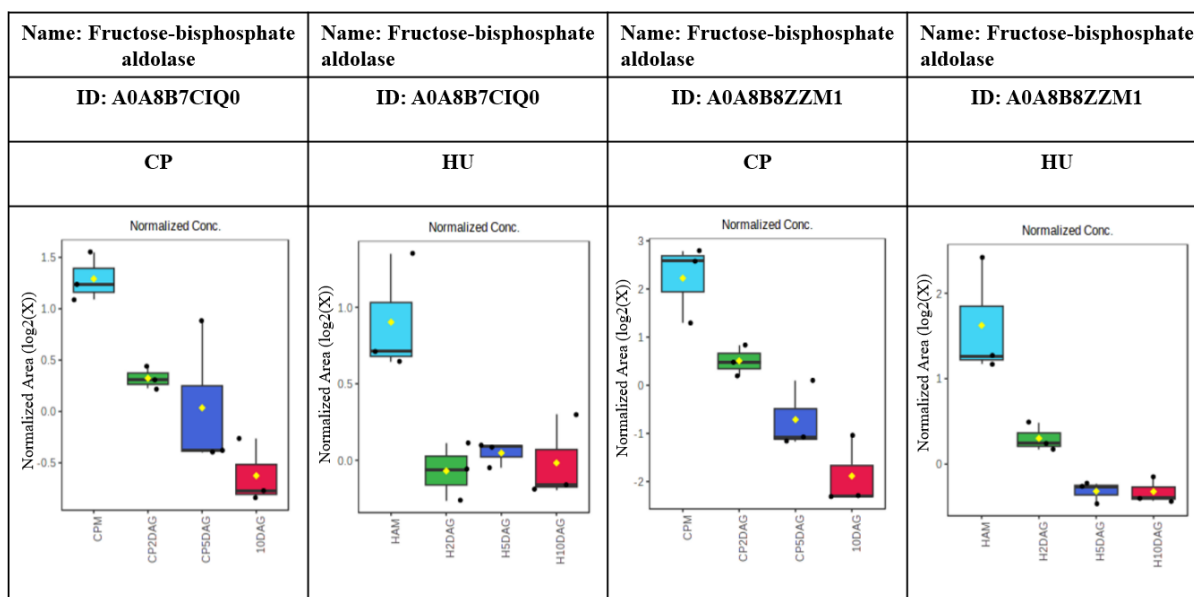 Name: Fructose-bisphosphate
aldolase
Name: Fructose-bisphosphate
aldolase
Name: Fructose-bisphosphate
aldolase
Name: Fructose-bisphosphate
aldolase
ID: A0A8B7CIQ0
ID: A0A8B7CIQ0
ID: A0A8B8ZZM1
ID: A0A8B8ZZM1
CP
HU
CP
HU
Normalized Conc.
Normalized Area (log2(X))
1.5
1.0
0.5
0.0
-0.5
CPM
CP2DAG
CP5DAG
10DAG
Normalized Conc.
Normalized Area (log2(X))
1.0
0.5
0.0
HAM
H2DAG
H5DAG
H10DAG
Normalized Conc.
Normalized Area (log2(X))
3
2
1
0
-1
-2
CPM
CP2DAG
CP5DAG
10DAG
Normalized Conc.
Normalized Area (log2(X))
2
1
0
HAM
H2DAG
H5DAG
H10DAG